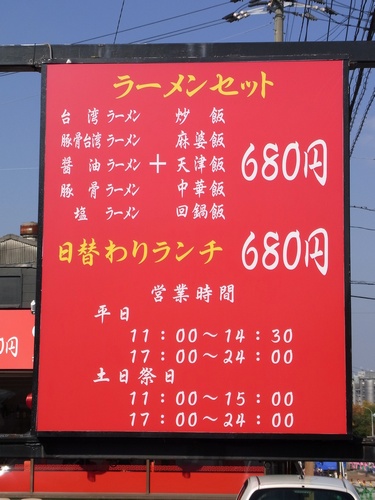 ラーメンセット
台湾ラーメン 炒飯
豚骨台湾ラーメン 麻婆飯
醤油ラーメン + 天津飯 680円
豚骨ラーメン 中華飯
塩ラーメン 回鍋飯
日替わりランチ 680円
営業時間
平日
11:00〜14:30
17:00〜24:00
土日祭日
11:00〜15:00
17:00〜24:00
0円